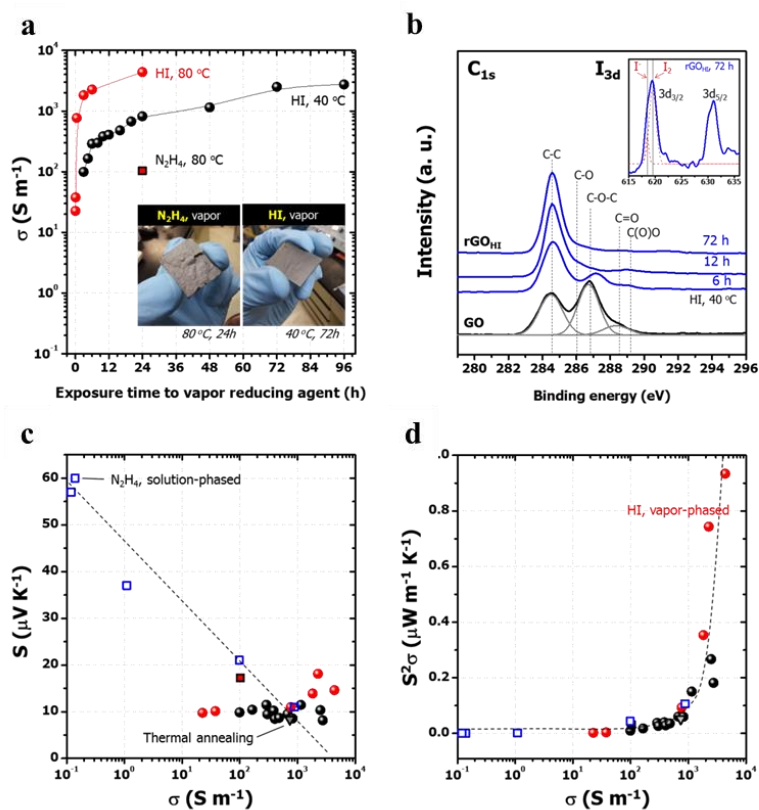 a
10⁴
10³
10²
10¹
10⁰
10⁻¹
σ (S m⁻¹)
HI, 80 °C
HI, 40 °C
N₂H₄, 80 °C
N₂H₄, vapor
HI, vapor
80 °C, 24h
40 °C, 72h
0 12 24 36 48 60 72 84 96
Exposure time to vapor reducing agent (h)
b
C₁s
I₃d
I⁻
I₂
rGO_HI, 72 h
3d₃/₂
3d₅/₂
615 620 625 630 635
C-C
C-O
C-O-C
C=O
C(O)O
rGO_HI
72 h
12 h
6 h
HI, 40 °C
GO
Intensity (a. u.)
280 282 284 286 288 290 292 294 296
Binding energy (eV)
c
60
50
40
30
20
10
0
S (μV K⁻¹)
N₂H₄, solution-phased
Thermal annealing
10⁻¹ 10⁰ 10¹ 10² 10³ 10⁴
σ (S m⁻¹)
d
.0
0.8
0.6
0.4
0.2
0.0
S²σ (μW m⁻¹ K⁻¹)
HI, vapor-phased
10⁻¹ 10⁰ 10¹ 10² 10³ 10⁴
σ (S m⁻¹)